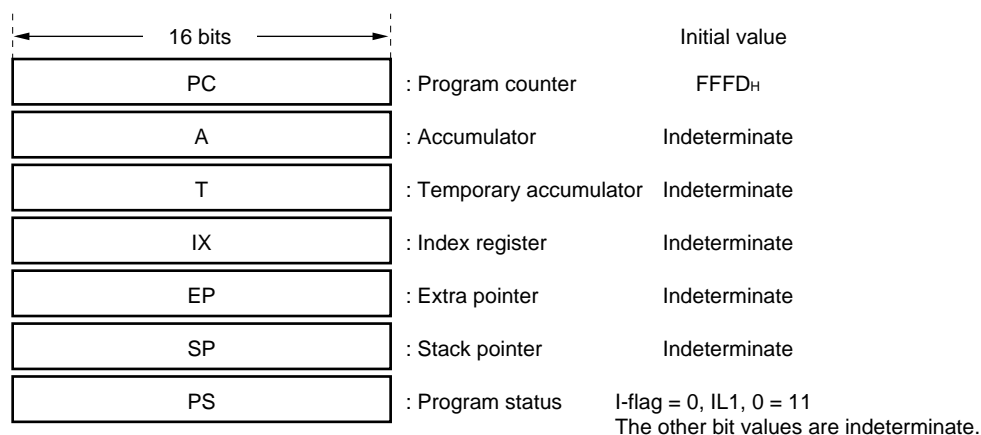 16 bits Initial value
PC : Program counter FFFDH
A : Accumulator Indeterminate
T : Temporary accumulator Indeterminate
IX : Index register Indeterminate
EP : Extra pointer Indeterminate
SP : Stack pointer Indeterminate
PS : Program status I-flag = 0, IL1, 0 = 11
The other bit values are indeterminate.